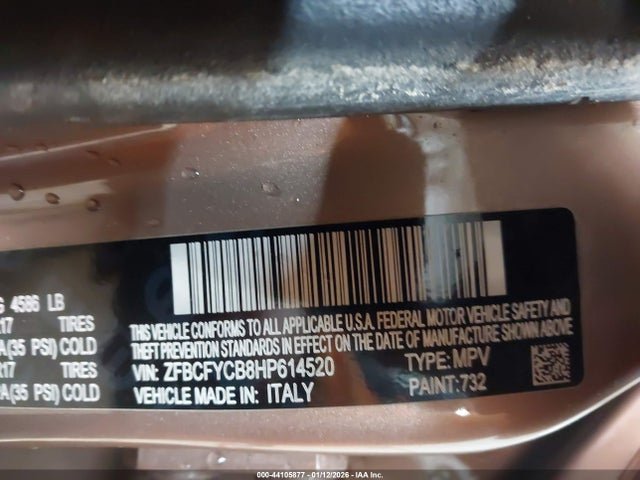 G 4586 LB
R17 TIRES
A(35 PSI) COLD
R17 TIRES
A(35 PSI) COLD
THIS VEHICLE CONFORMS TO ALL APPLICABLE U.S.A. FEDERAL MOTOR VEHICLE SAFETY AND
THEFT PREVENTION STANDARDS IN EFFECT ON THE DATE OF MANUFACTURE SHOWN ABOVE
VIN: ZFBCFYCB8HP614520 TYPE: MPV
VEHICLE MADE IN: ITALY PAINT:732
000-44105877 - 01/12/2026 - © IAA Inc.